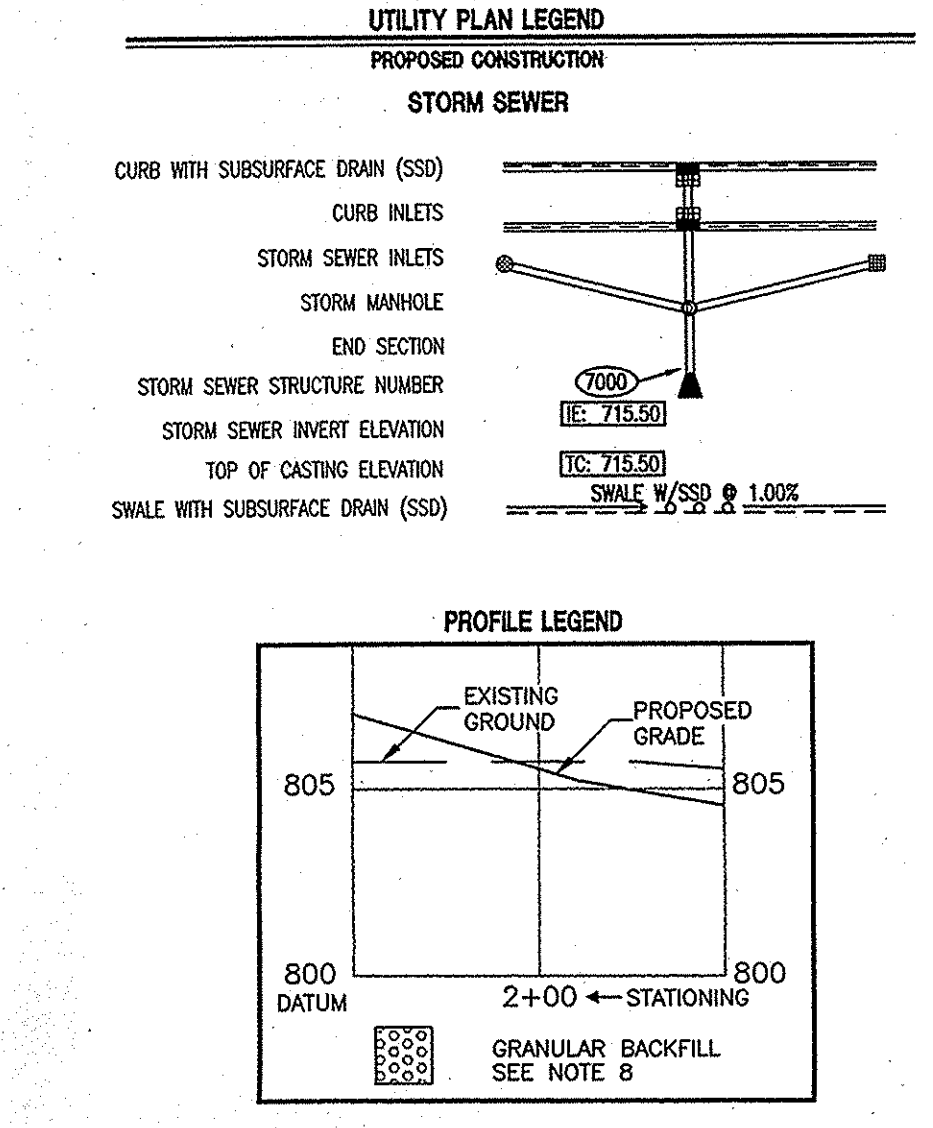 UTILITY PLAN LEGEND
PROPOSED CONSTRUCTION
STORM SEWER
CURB WITH SUBSURFACE DRAIN (SSD)
CURB INLETS
STORM SEWER INLETS
STORM MANHOLE
END SECTION
STORM SEWER STRUCTURE NUMBER
7000
STORM SEWER INVERT ELEVATION
IE: 715.50
TOP OF CASTING ELEVATION
TC: 715.50
SWALE WITH SUBSURFACE DRAIN (SSD)
SWALE W/SSD @ 1.00%
PROFILE LEGEND
EXISTING
GROUND
PROPOSED
GRADE
805
805
800
800
DATUM
2+00
STATIONING
GRANULAR BACKFILL
SEE NOTE 8